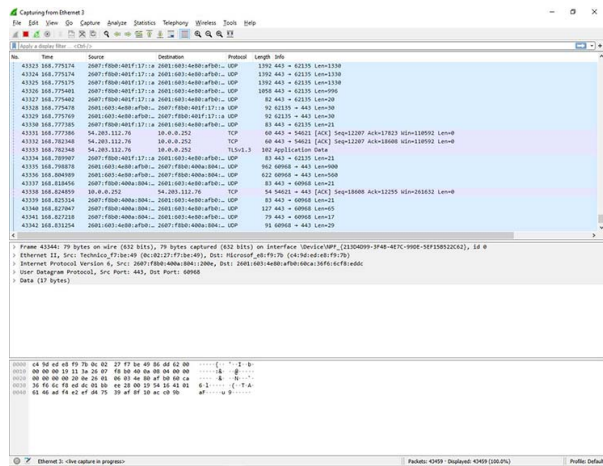 Capturing from Ethernet 3
File Edit View Go Capture Analyze Statistics Telephony Wireless Tools Help
Apply a display filter ... <Ctrl-/>
No. Time Source Destination Protocol Length Info
43323 168.775174 2607:f8b0:401f:17::a 2601:603:4e80:afb0:… UDP 1392 443 → 62135 Len=1330
43324 168.775174 2607:f8b0:401f:17::a 2601:603:4e80:afb0:… UDP 1392 443 → 62135 Len=1330
43325 168.775175 2607:f8b0:401f:17::a 2601:603:4e80:afb0:… UDP 1392 443 → 62135 Len=1330
43326 168.775401 2607:f8b0:401f:17::a 2601:603:4e80:afb0:… UDP 1058 443 → 62135 Len=996
43327 168.775402 2607:f8b0:401f:17::a 2601:603:4e80:afb0:… UDP 82 443 → 62135 Len=20
43328 168.775478 2601:603:4e80:afb0:… 2607:f8b0:401f:17::a UDP 92 62135 → 443 Len=30
43329 168.775769 2601:603:4e80:afb0:… 2607:f8b0:401f:17::a UDP 92 62135 → 443 Len=30
43330 168.777385 2607:f8b0:401f:17::a 2601:603:4e80:afb0:… UDP 83 443 → 62135 Len=21
43331 168.777386 54.203.112.76 10.0.0.252 TCP 60 443 → 54621 [ACK] Seq=12207 Ack=17823 Win=110592 Len=0
43332 168.782348 54.203.112.76 10.0.0.252 TCP 60 443 → 54621 [ACK] Seq=12207 Ack=18608 Win=110592 Len=0
43333 168.782348 54.203.112.76 10.0.0.252 TLSv1.3 102 Application Data
43334 168.789907 2607:f8b0:401f:17::a 2601:603:4e80:afb0:… UDP 83 443 → 62135 Len=21
43335 168.798878 2601:603:4e80:afb0:… 2607:f8b0:400a:804:… UDP 962 60968 → 443 Len=900
43336 168.804989 2601:603:4e80:afb0:… 2607:f8b0:400a:804:… UDP 622 60968 → 443 Len=560
43337 168.818456 2607:f8b0:400a:804:… 2601:603:4e80:afb0:… UDP 83 443 → 60968 Len=21
43338 168.824859 10.0.0.252 54.203.112.76 TCP 54 54621 → 443 [ACK] Seq=18608 Ack=12255 Win=261632 Len=0
43339 168.825314 2607:f8b0:400a:804:… 2601:603:4e80:afb0:… UDP 83 443 → 60968 Len=21
43340 168.827047 2607:f8b0:400a:804:… 2601:603:4e80:afb0:… UDP 127 443 → 60968 Len=65
43341 168.827218 2607:f8b0:400a:804:… 2601:603:4e80:afb0:… UDP 79 443 → 60968 Len=17
43342 168.831254 2601:603:4e80:afb0:… 2607:f8b0:400a:804:… UDP 91 60968 → 443 Len=29
Frame 43344: 79 bytes on wire (632 bits), 79 bytes captured (632 bits) on interface \Device\NPF_{213D4D99-3F48-4E7C-99DE-5EF15B522C62}, id 0
Ethernet II, Src: Technico_f7:be:49 (0c:02:27:f7:be:49), Dst: Microsof_e8:f9:7b (c4:9d:ed:e8:f9:7b)
Internet Protocol Version 6, Src: 2607:f8b0:400a:804::200e, Dst: 2601:603:4e80:afb0:60ca:36f6:6cf8:eddc
User Datagram Protocol, Src Port: 443, Dst Port: 60968
Data (17 bytes)
0000 c4 9d ed e8 f9 7b 0c 02 27 f7 be 49 86 dd 62 00 ·····{·· '··I··b·
0010 00 00 00 19 11 3a 26 07 f8 b0 40 0a 08 04 00 00 ·····:&· ··@·····
0020 00 00 00 00 20 0e 26 01 06 03 4e 80 af b0 60 ca ···· ·&· ··N···`·
0030 36 f6 6c f8 ed dc 01 bb ee 28 00 19 54 16 41 01 6·l····· ·(··T·A·
0040 61 46 ad f4 e2 ef d4 75 39 af 0f 10 ac c0 9b aF·····u 9······
Ethernet 3: <live capture in progress> Packets: 43459 · Displayed: 43459 (100.0%) Profile: Default